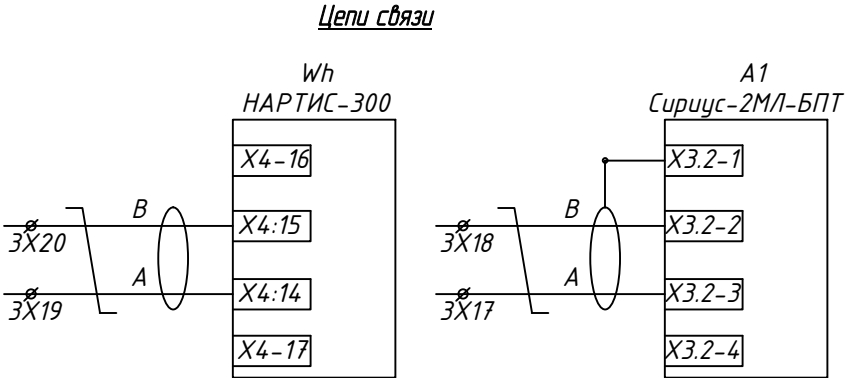 Цепи связи
Wh
НАРТИС-300
X4-16
B
X4:15
3X20
A
X4:14
3X19
X4-17
A1
Сириус-2МЛ-БПТ
X3.2-1
B
X3.2-2
3X18
A
X3.2-3
3X17
X3.2-4